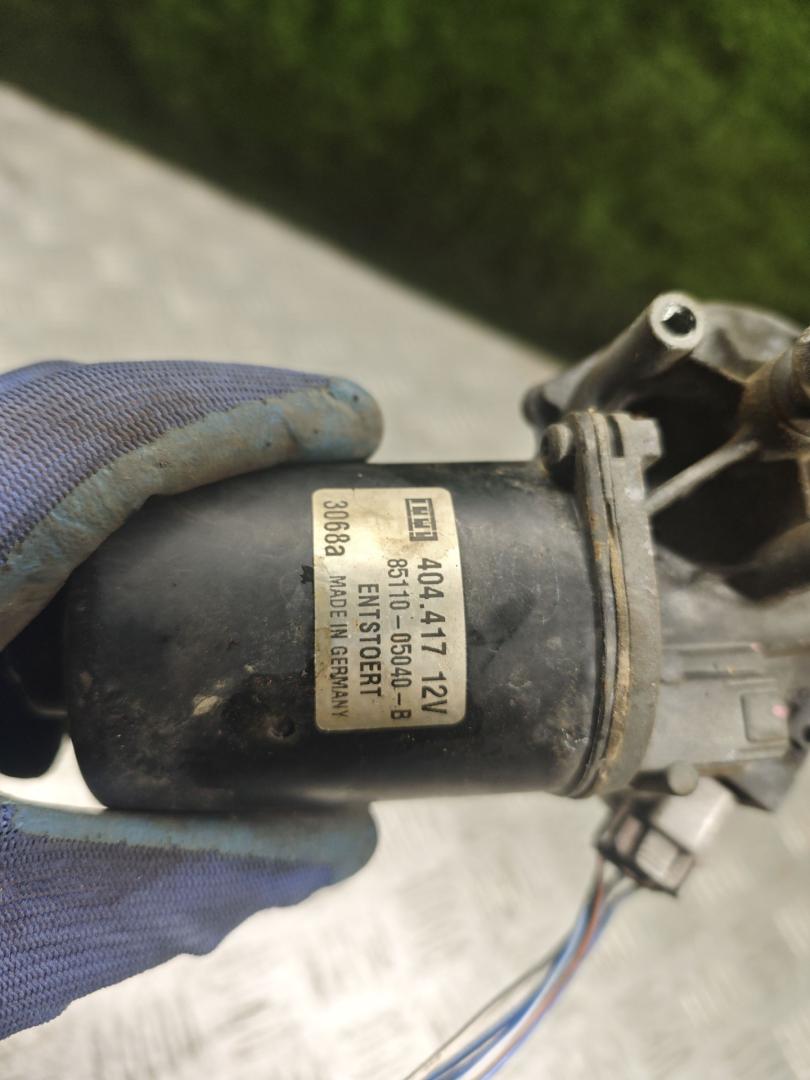 404.417 12V
85110-05040-B
ENTSTOERT
3068a MADE IN GERMANY